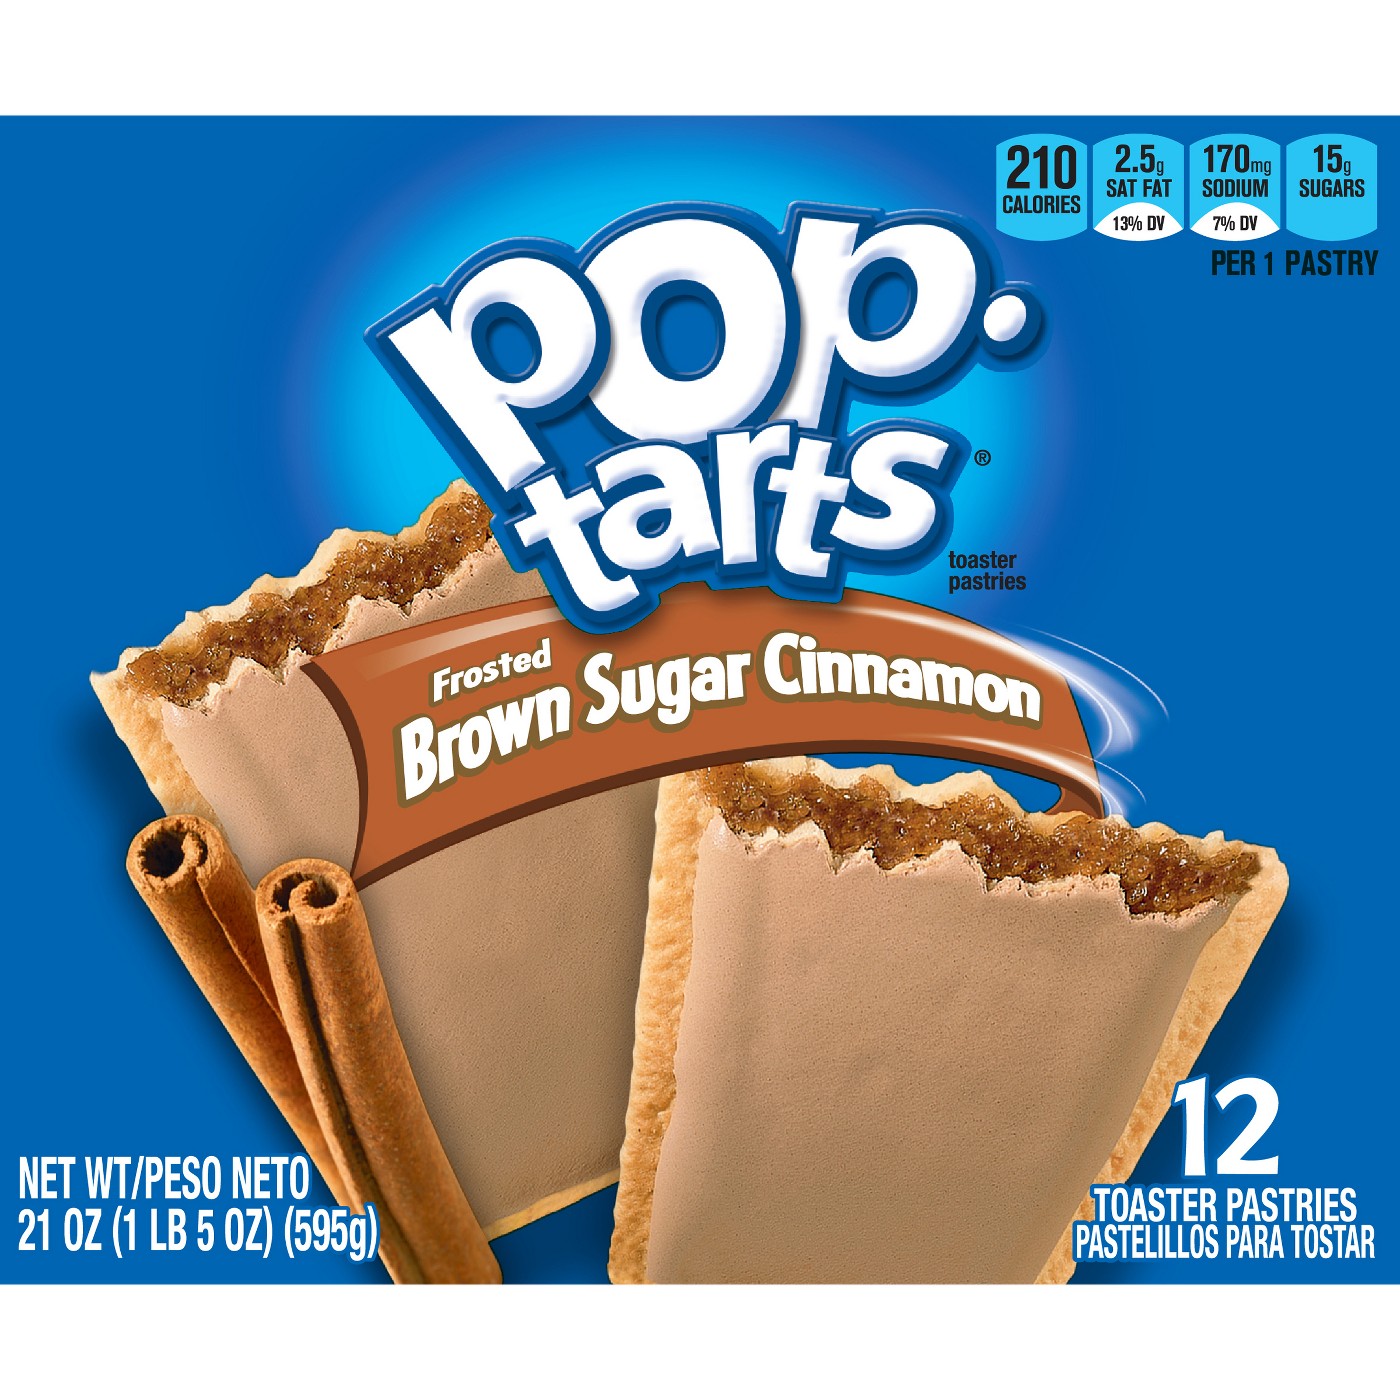 210
CALORIES
2.5g
SAT FAT
13% DV
170mg
SODIUM
7% DV
15g
SUGARS
PER 1 PASTRY
pop.
tarts®
toaster
pastries
Frosted
Brown Sugar Cinnamon
NET WT/PESO NETO
21 OZ (1 LB 5 OZ) (595g)
12
TOASTER PASTRIES
PASTELILLOS PARA TOSTAR